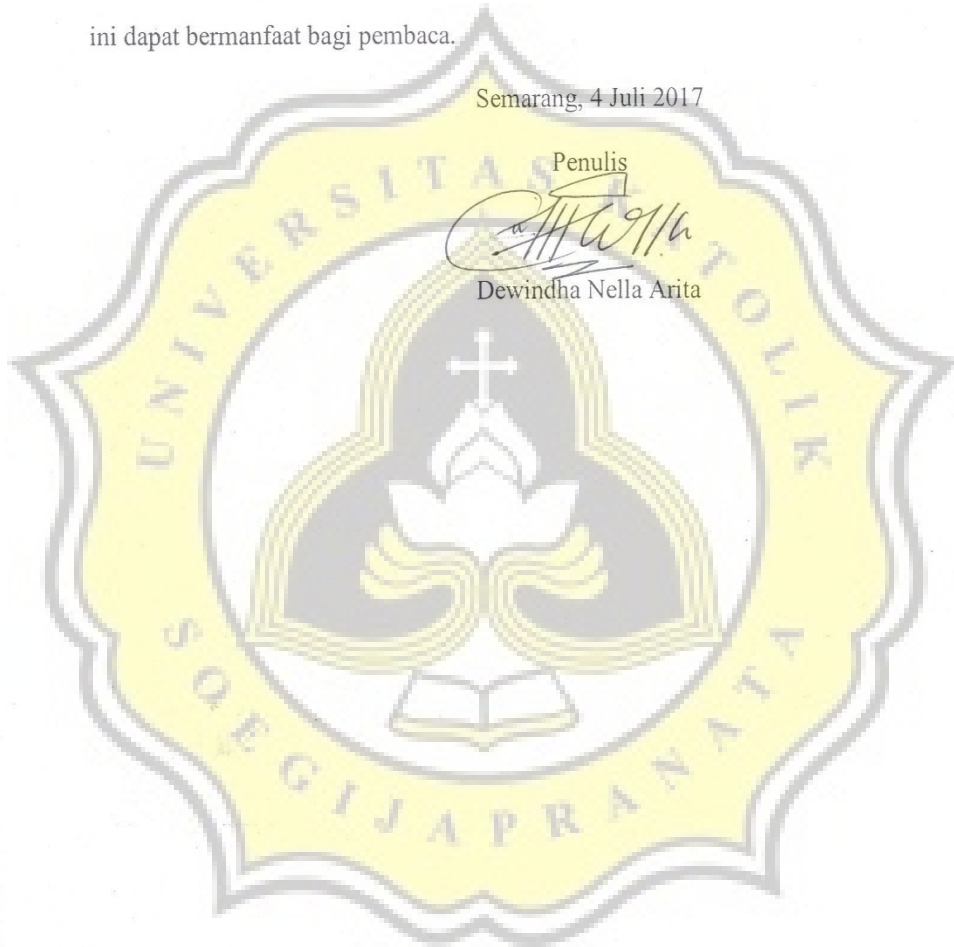 ini dapat bermanfaat bagi pembaca.
Semarang, 4 Juli 2017
Penulis
Dewindha Nella Arita
UNIVERSITAS KATOLIK
SOEGIJAPRANATA